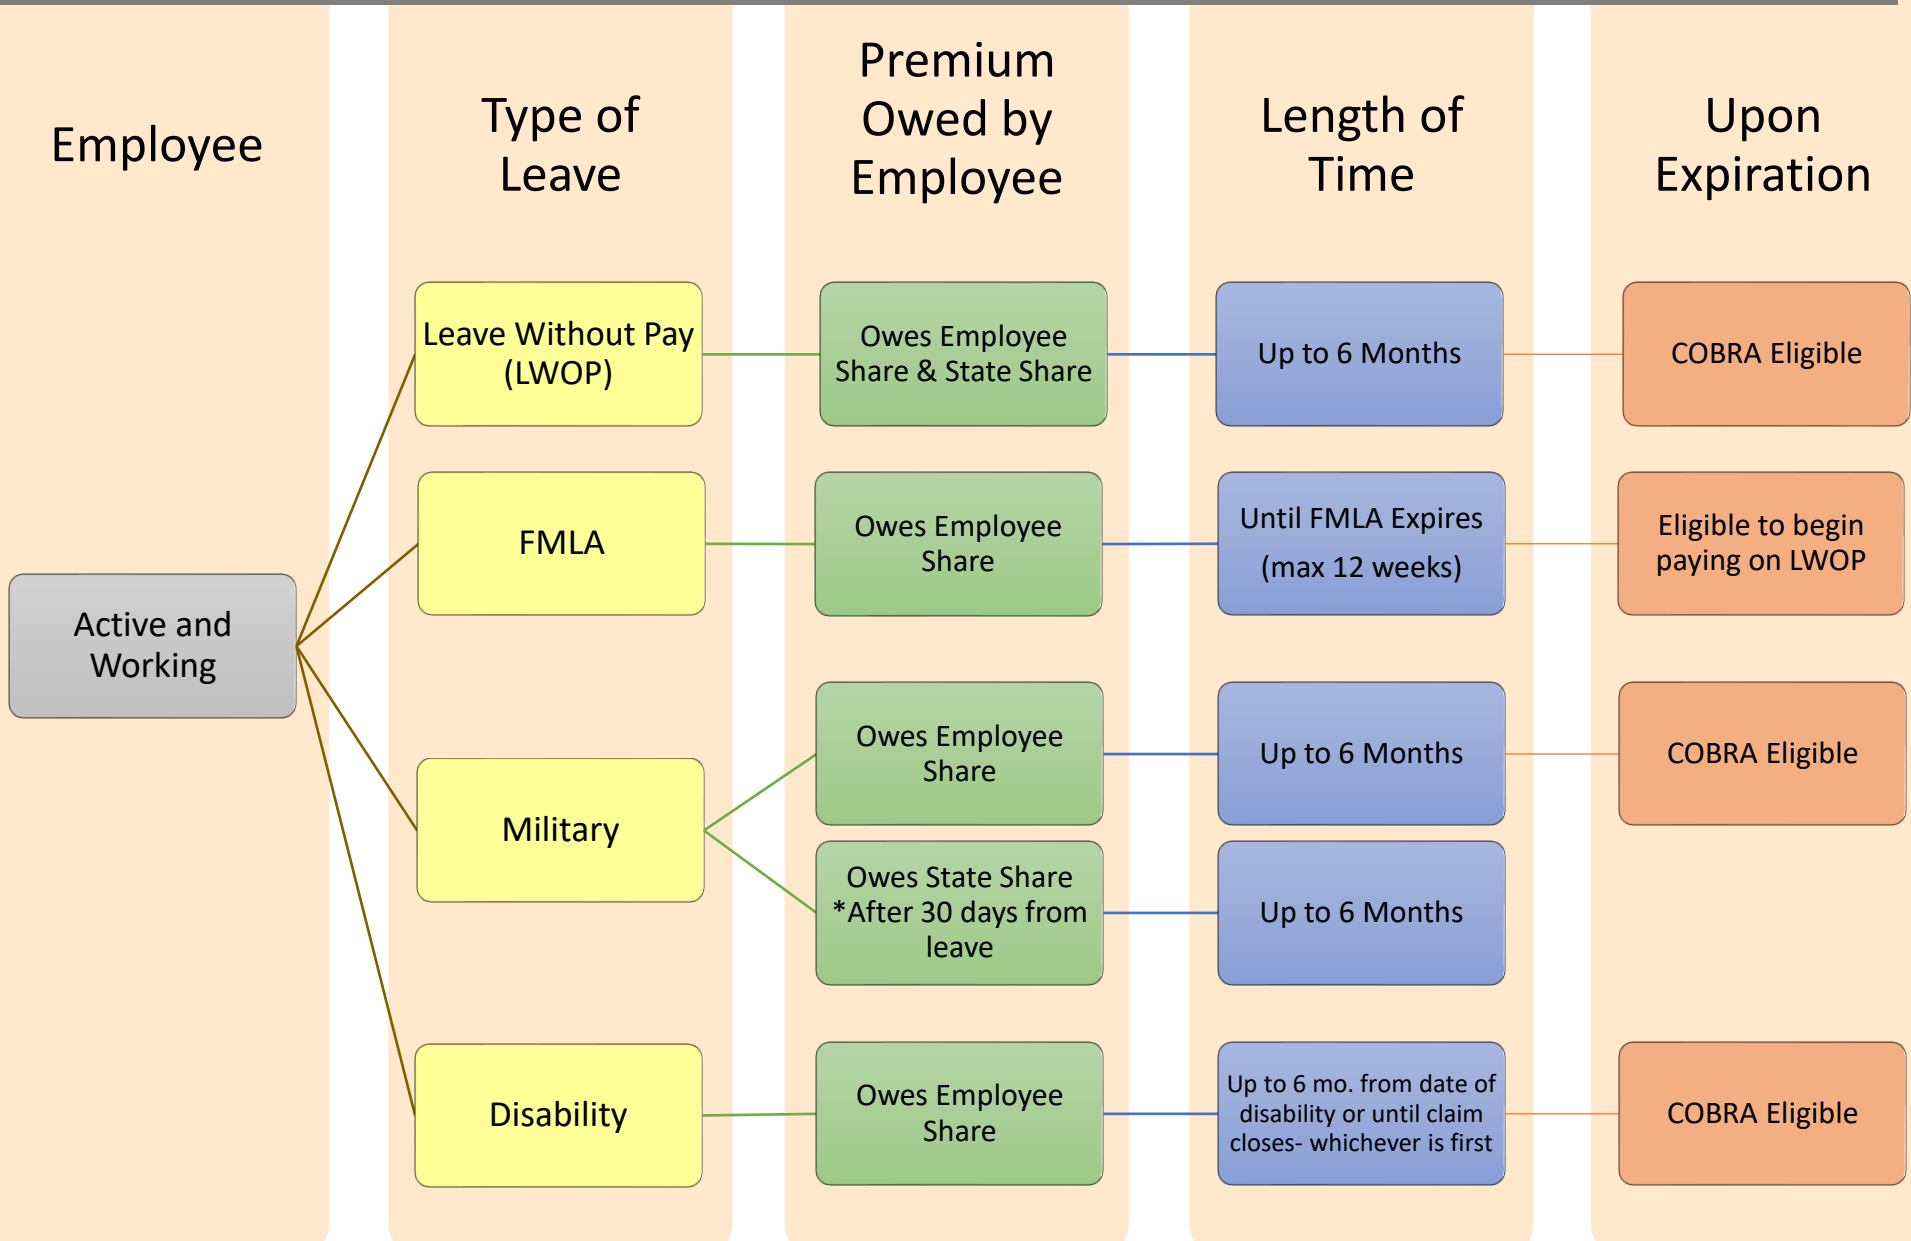 Employee
Type of
Leave
Premium
Owed by
Employee
Length of
Time
Upon
Expiration
Active and
Working
Leave Without Pay
(LWOP)
Owes Employee
Share & State Share
Up to 6 Months
COBRA Eligible
FMLA
Owes Employee
Share
Until FMLA Expires
(max 12 weeks)
Eligible to begin
paying on LWOP
Military
Owes Employee
Share
Up to 6 Months
COBRA Eligible
Owes State Share
*After 30 days from
leave
Up to 6 Months
Disability
Owes Employee
Share
Up to 6 mo. from date of
disability or until claim
closes- whichever is first
COBRA Eligible